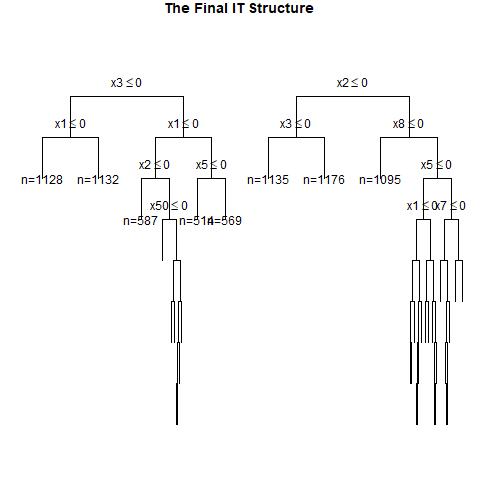 The Final IT Structure
x3 ≤ 0
x2 ≤ 0
x1 ≤ 0
x1 ≤ 0
x3 ≤ 0
x8 ≤ 0
n=1128
n=1132
x2 ≤ 0
x5 ≤ 0
n=1135
n=1176
n=1095
x5 ≤ 0
n=587
x50 ≤ 0
n=514
n=569
x1 ≤ 0
x7 ≤ 0